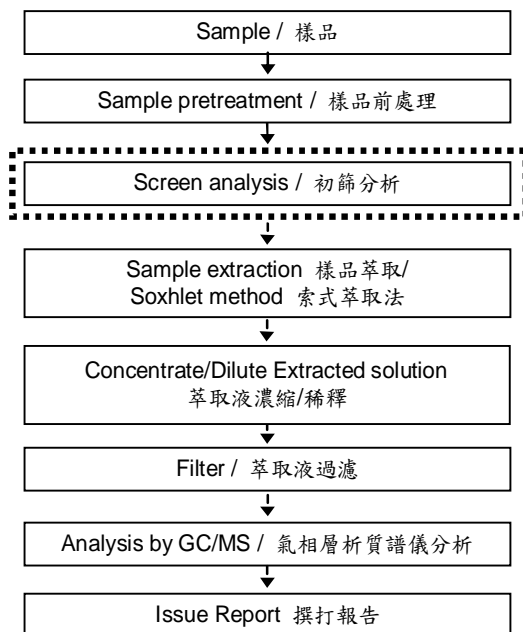 Sample / 樣品
Sample pretreatment / 樣品前處理
Screen analysis / 初篩分析
Sample extraction 樣品萃取/
Soxhlet method 索式萃取法
Concentrate/Dilute Extracted solution
萃取液濃縮/稀釋
Filter / 萃取液過濾
Analysis by GC/MS / 氣相層析質譜儀分析
Issue Report 撰打報告